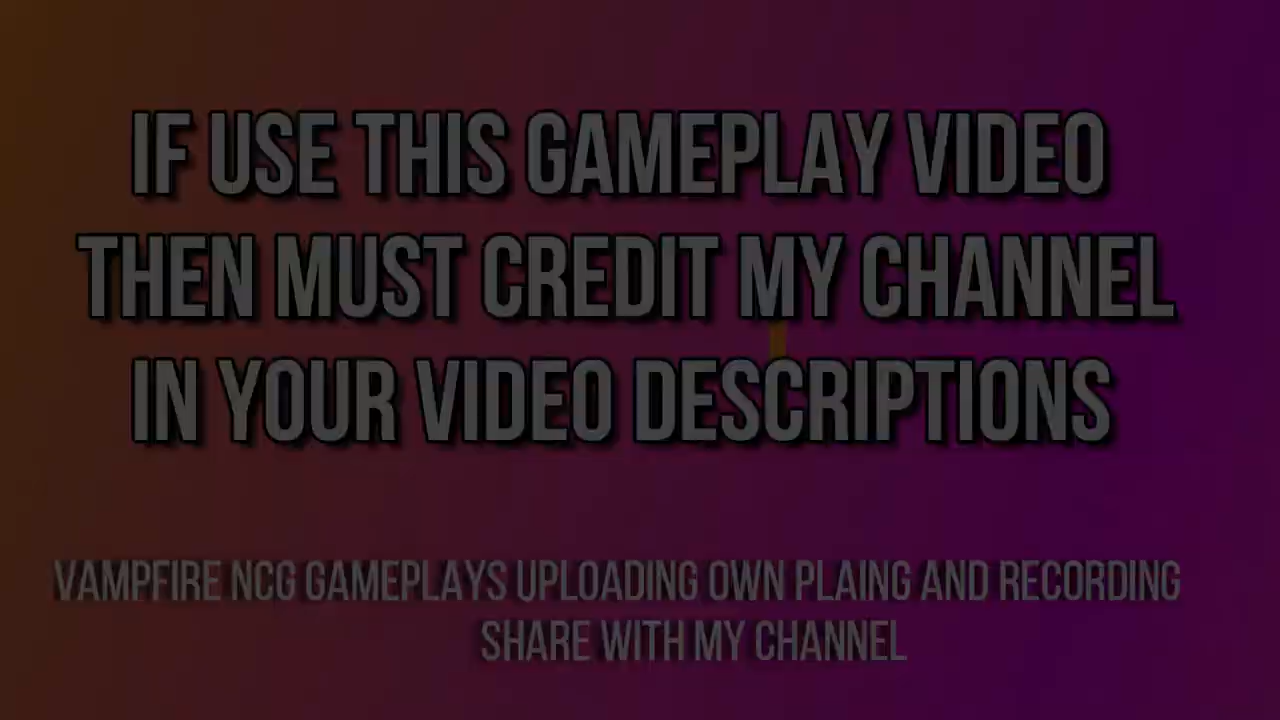 IF USE THIS GAMEPLAY VIDEO
THEN MUST CREDIT MY CHANNEL
IN YOUR VIDEO DESCRIPTIONS
VAMPFIRE NCG GAMEPLAYS UPLOADING OWN PLAING AND RECORDING
SHARE WITH MY CHANNEL